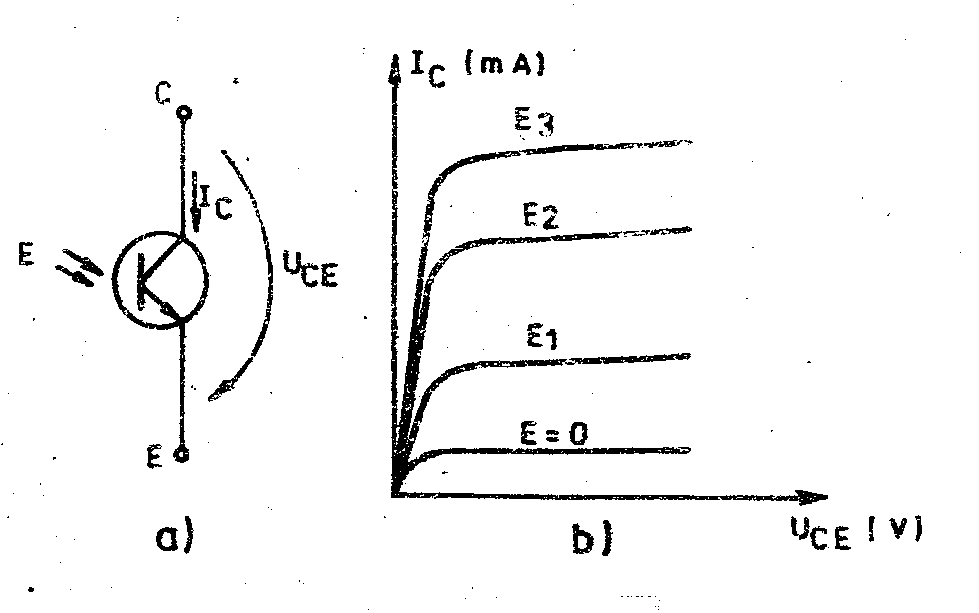 C
I_C
E
U_CE
E
a)
I_C (mA)
E3
E2
E1
E = 0
U_CE (V)
b)